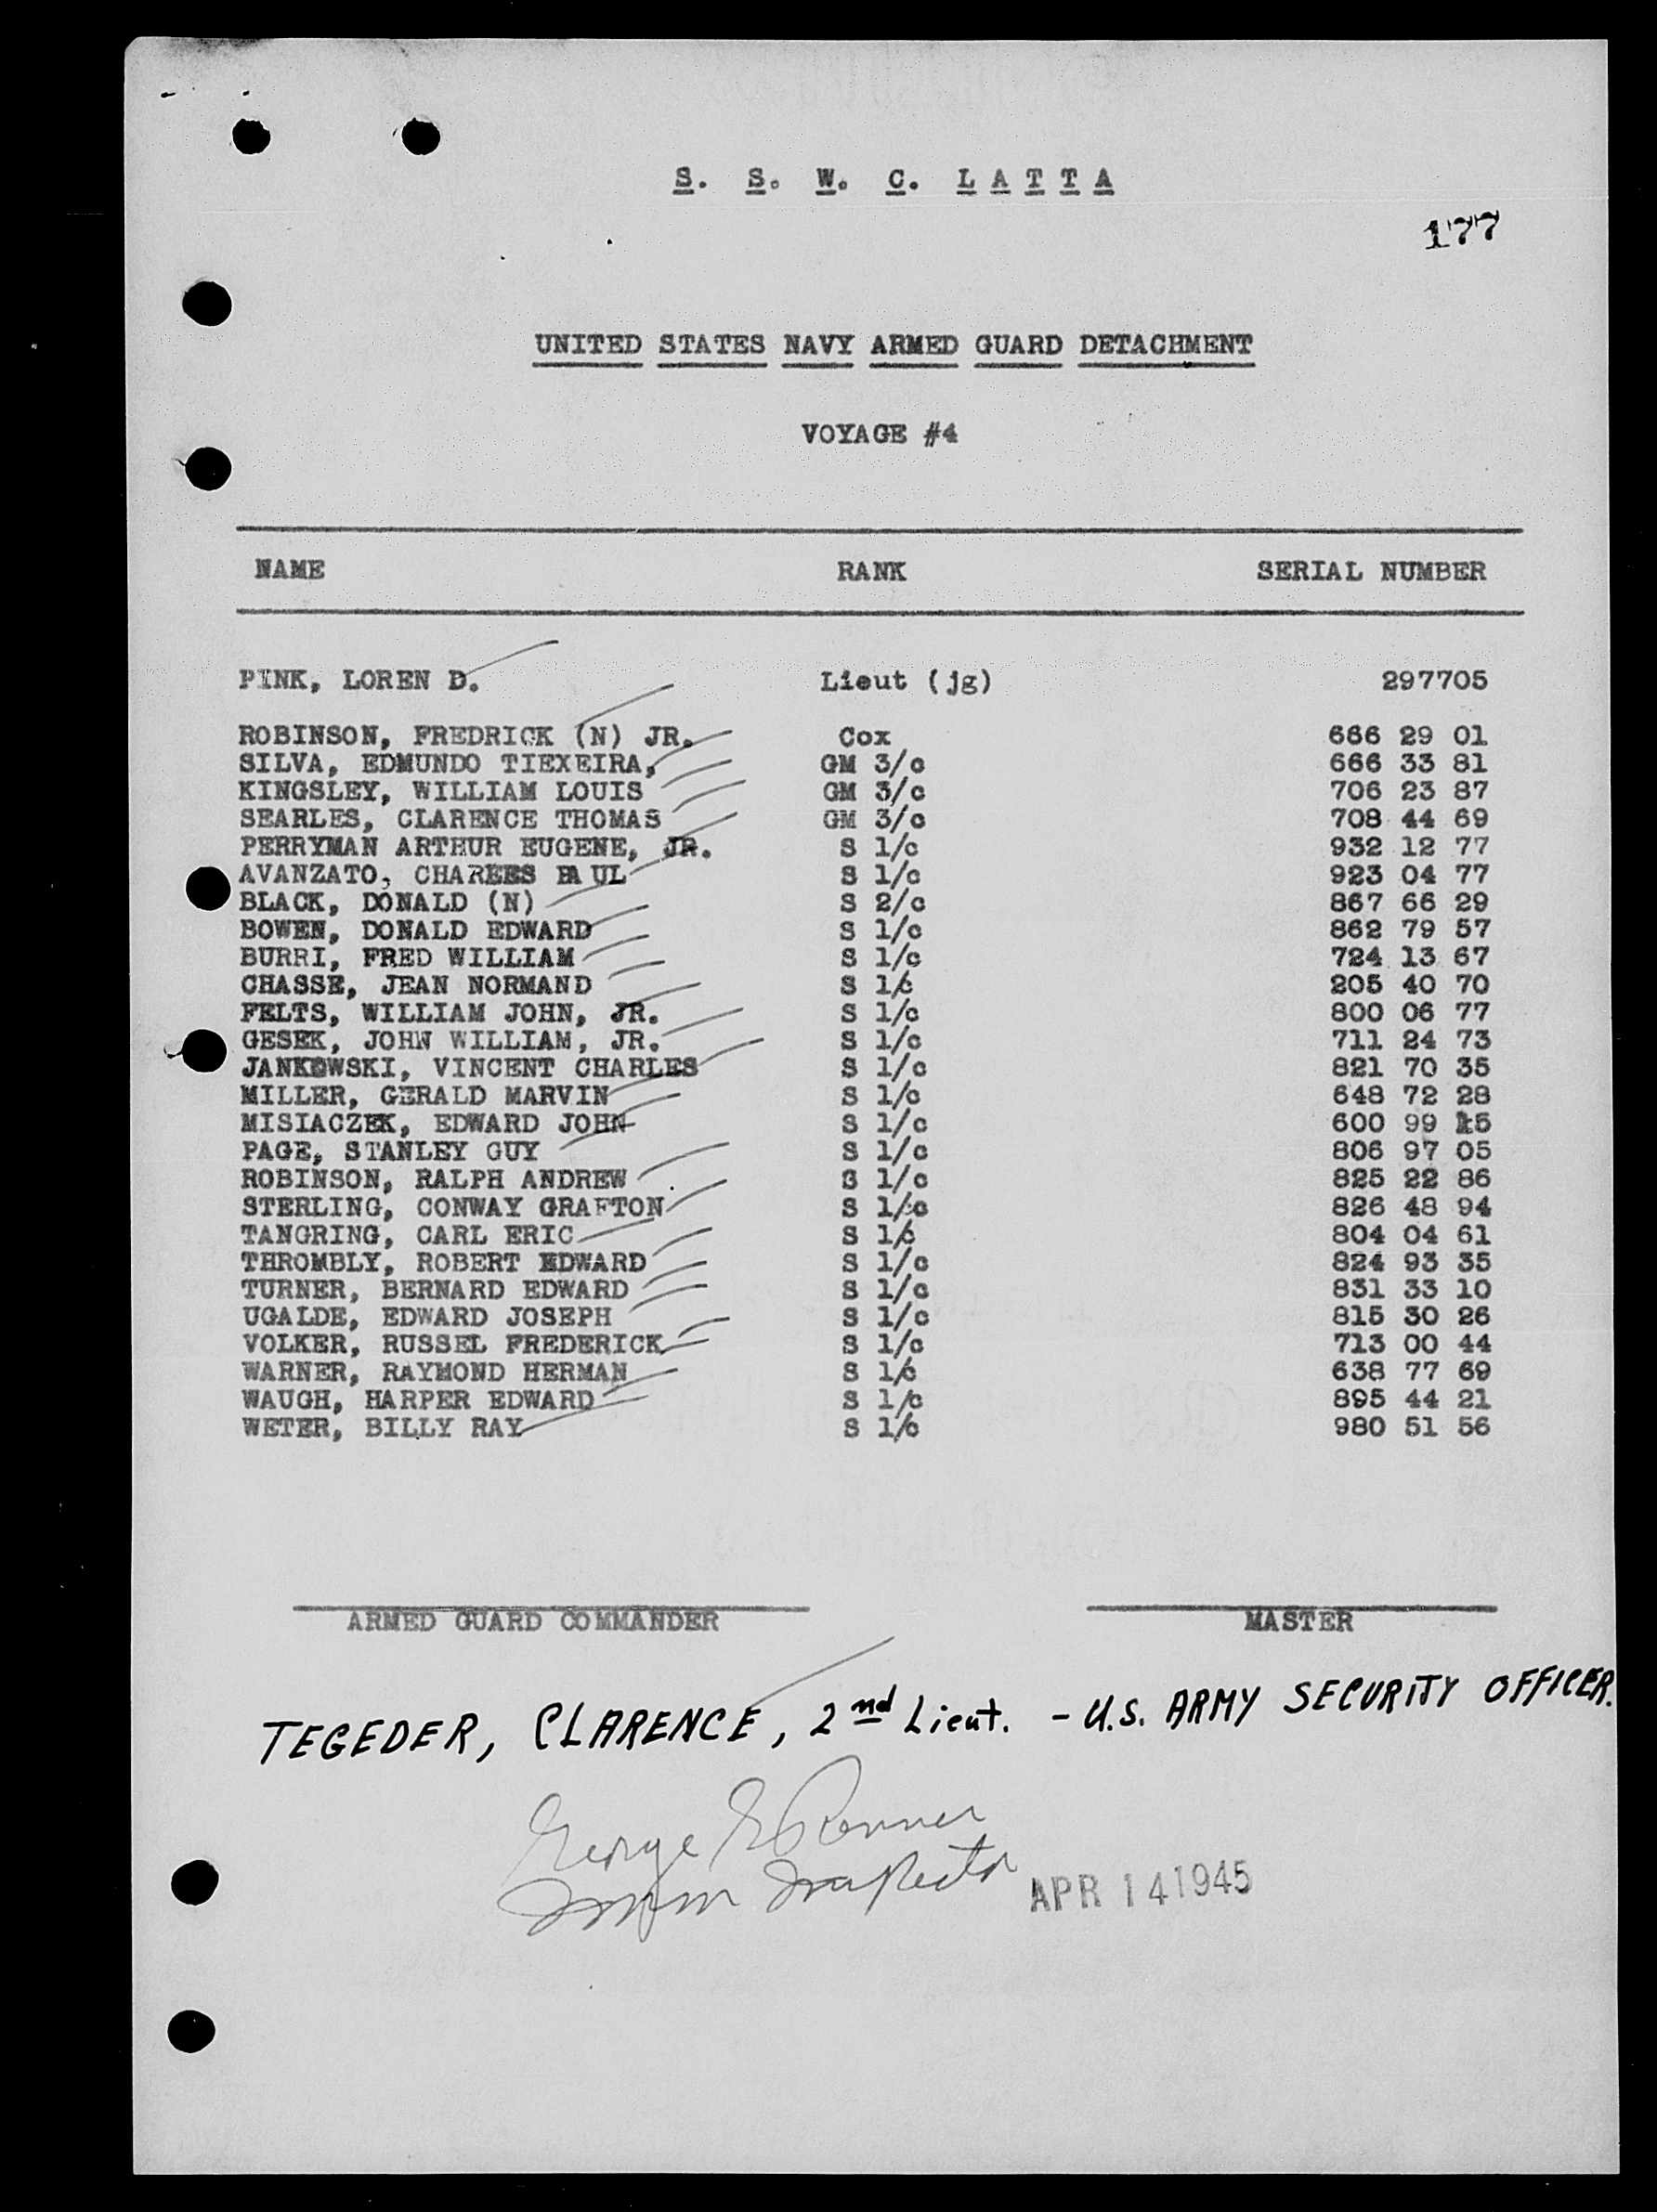 S. S. W. C. LATTA
177
UNITED STATES NAVY ARMED GUARD DETACHMENT
VOYAGE #4
NAME RANK SERIAL NUMBER
PINK, LOREN D. Lieut (jg) 297705
ROBINSON, FREDRICK (N) JR. Cox 666 29 01
SILVA, EDMUNDO TIEXEIRA, GM 3/c 666 33 81
KINGSLEY, WILLIAM LOUIS GM 3/c 706 23 87
SEARLES, CLARENCE THOMAS GM 3/c 708 44 69
PERRYMAN ARTHUR EUGENE, JR. S 1/c 932 12 77
AVANZATO, CHARLES PAUL S 1/c 923 04 77
BLACK, DONALD (N) S 2/c 867 66 29
BOWEN, DONALD EDWARD S 1/c 862 79 57
BURRI, FRED WILLIAM S 1/c 724 13 67
CHASSE, JEAN NORMAND S 1/c 205 40 70
FELTS, WILLIAM JOHN, JR. S 1/c 800 06 77
GESEK, JOHN WILLIAM, JR. S 1/c 711 24 73
JANKOWSKI, VINCENT CHARLES S 1/c 821 70 35
MILLER, GERALD MARVIN S 1/c 648 72 28
MISIACZEK, EDWARD JOHN S 1/c 600 99 15
PAGE, STANLEY GUY S 1/c 806 97 05
ROBINSON, RALPH ANDREW S 1/c 825 22 86
STERLING, CONWAY GRAFTON S 1/c 826 48 94
TANGRING, CARL ERIC S 1/c 804 04 61
THROMBLY, ROBERT EDWARD S 1/c 824 93 35
TURNER, BERNARD EDWARD S 1/c 831 33 10
UGALDE, EDWARD JOSEPH S 1/c 815 30 26
VOLKER, RUSSEL FREDERICK S 1/c 713 00 44
WARNER, RAYMOND HERMAN S 1/c 638 77 69
WAUGH, HARPER EDWARD S 1/c 895 44 21
WETER, BILLY RAY S 1/c 980 51 56
ARMED GUARD COMMANDER MASTER
TEGEDER, CLARENCE, 2nd Lieut. - U.S. ARMY SECURITY OFFICER.
George
Inspector
APR 14 1945